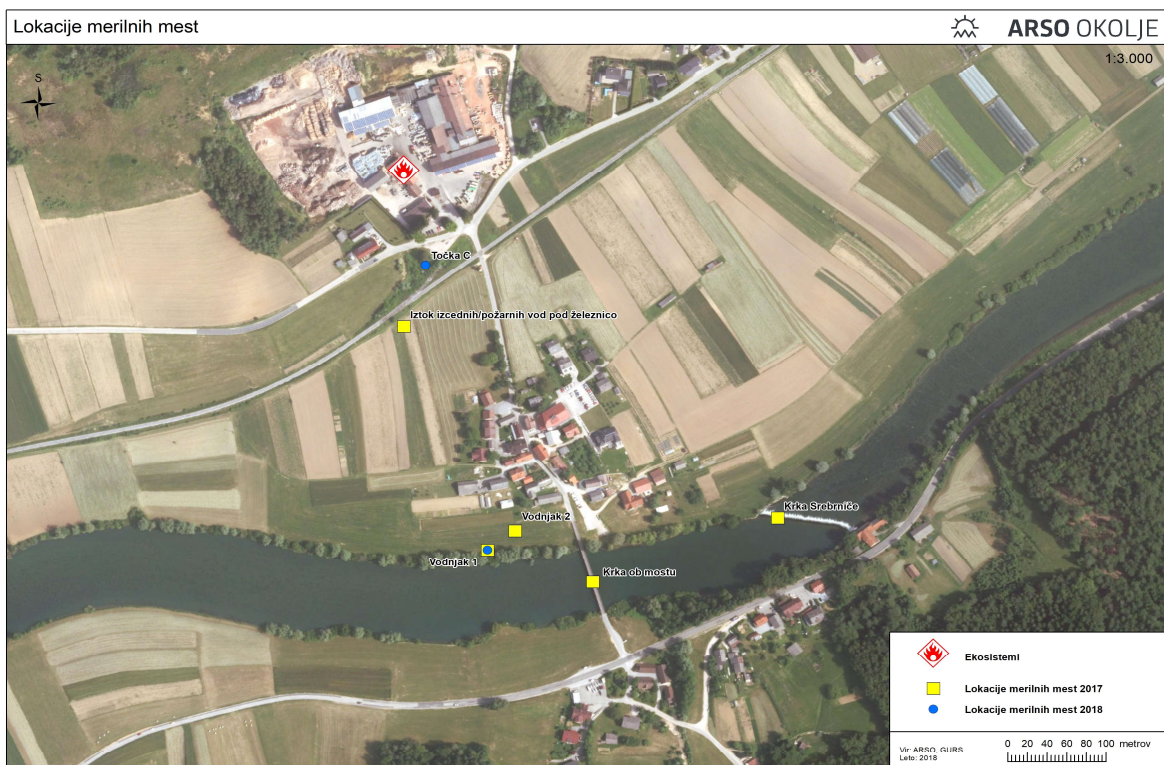 Lokacije merilnih mest
ARSO OKOLJE
1:3.000
S
Točka C
Iztok izcednih/požarnih vod pod železnico
Krka Srebrniče
Vodnjak 2
Vodnjak 1
Krka ob mostu
Ekosistemi
Lokacije merilnih mest 2017
Lokacije merilnih mest 2018
Vir: ARSO, GURS
Leto: 2018
0 20 40 60 80 100 metrov